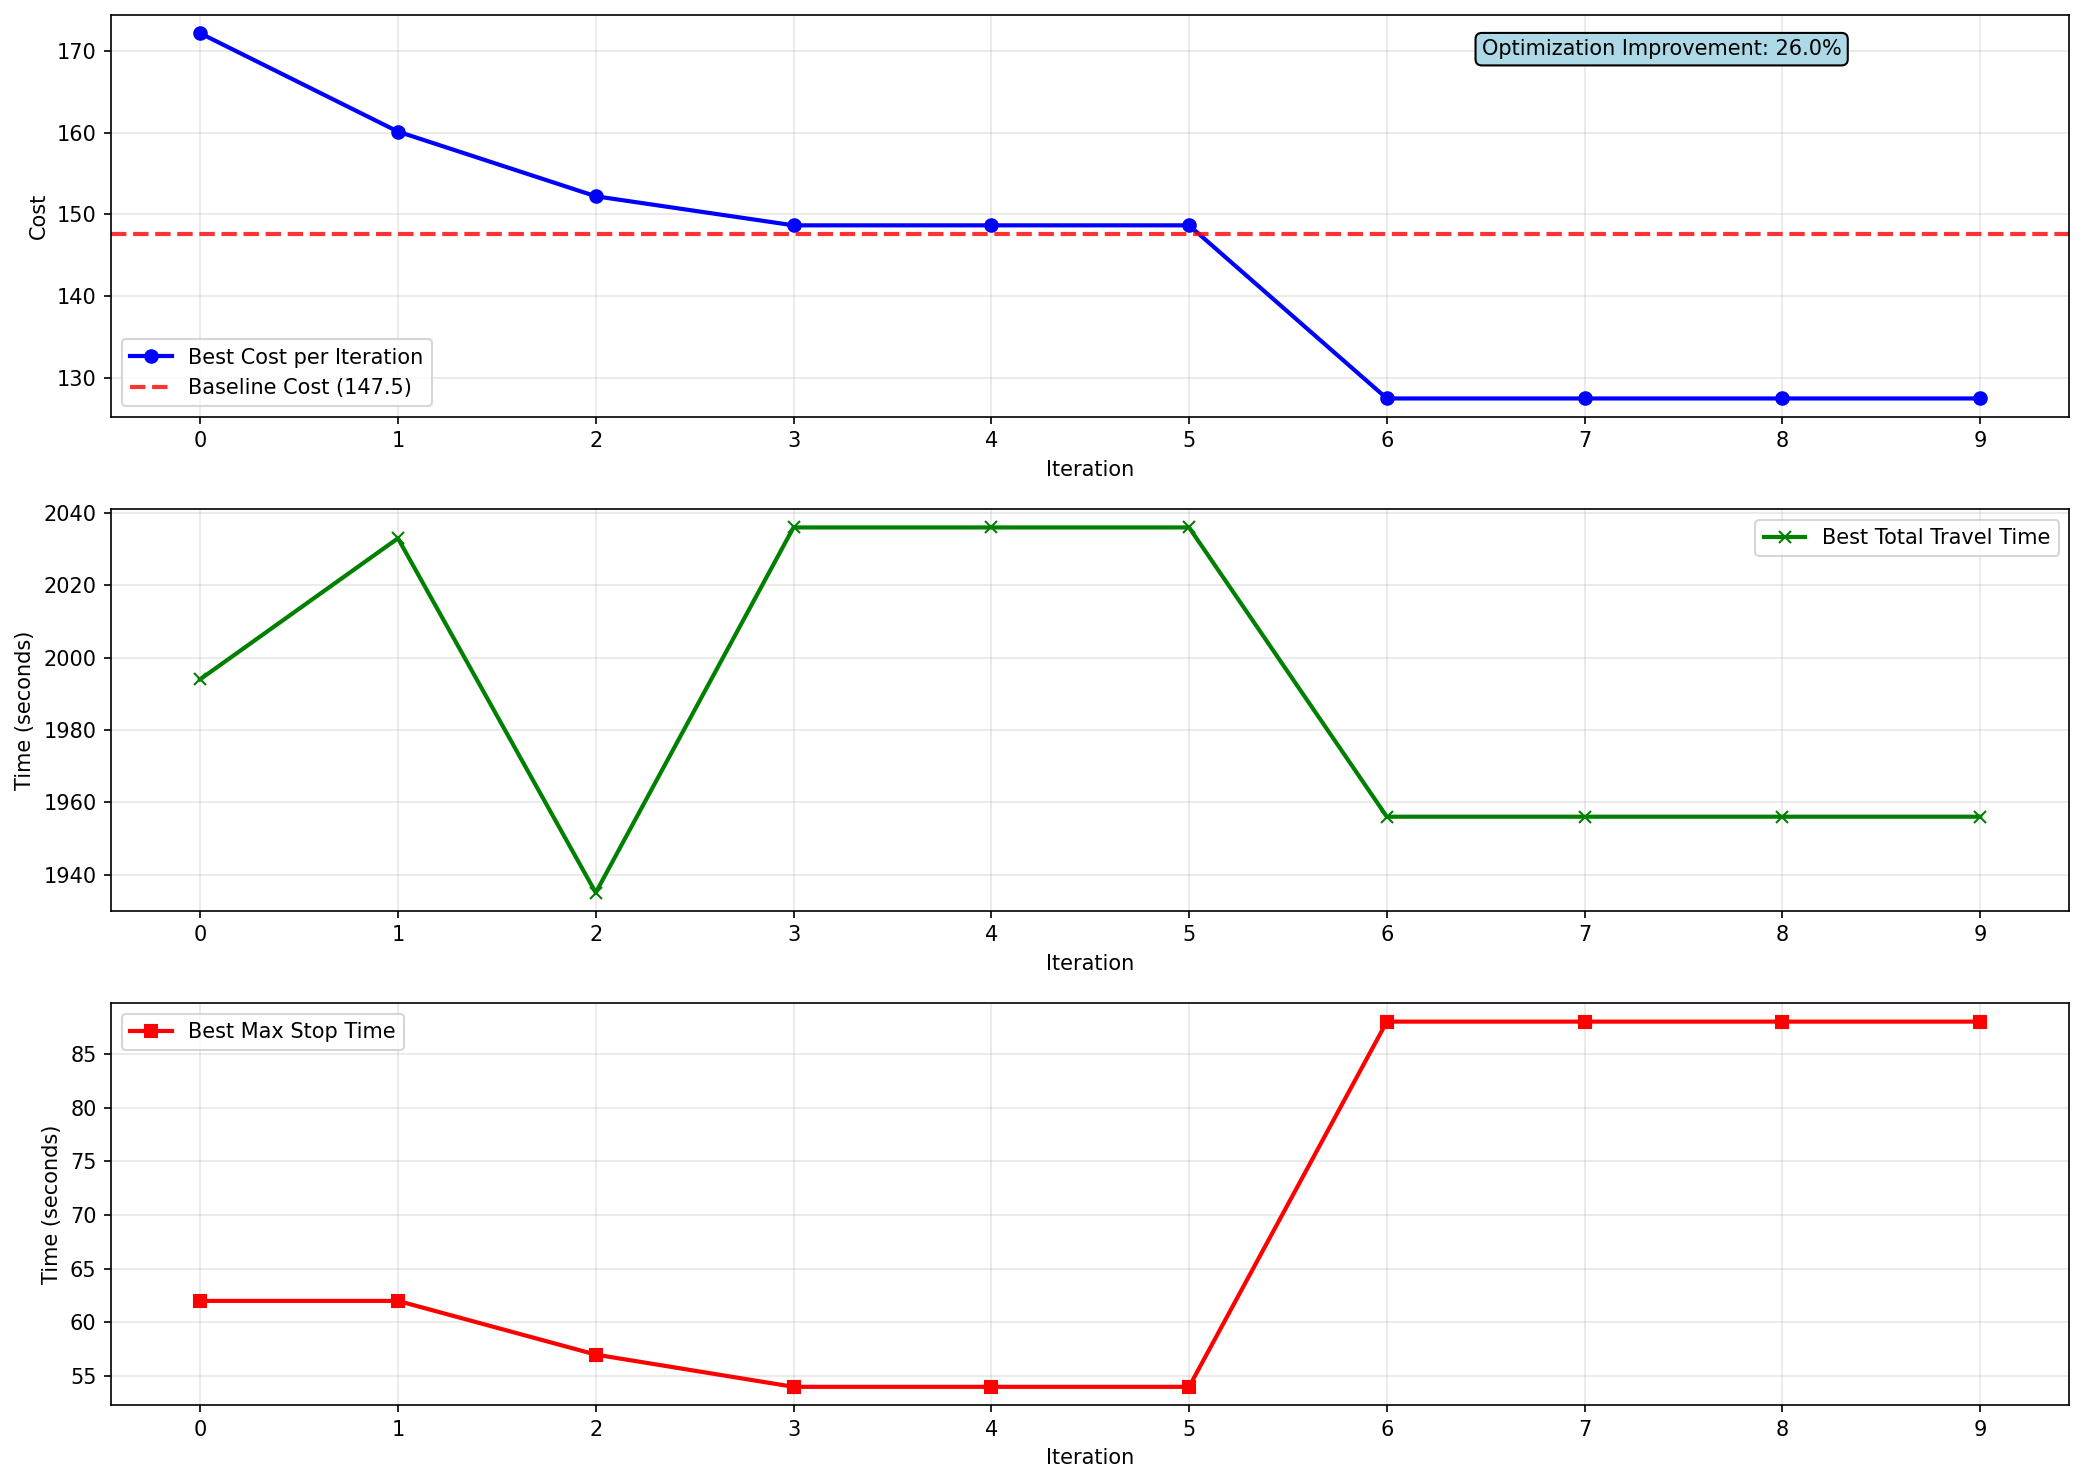 170
160
150
140
130
Cost
Optimization Improvement: 26.0%
Best Cost per Iteration
Baseline Cost (147.5)
0 1 2 3 4 5 6 7 8 9
Iteration
2040
2020
2000
1980
1960
1940
Time (seconds)
Best Total Travel Time
0 1 2 3 4 5 6 7 8 9
Iteration
85
80
75
70
65
60
55
Time (seconds)
Best Max Stop Time
0 1 2 3 4 5 6 7 8 9
Iteration